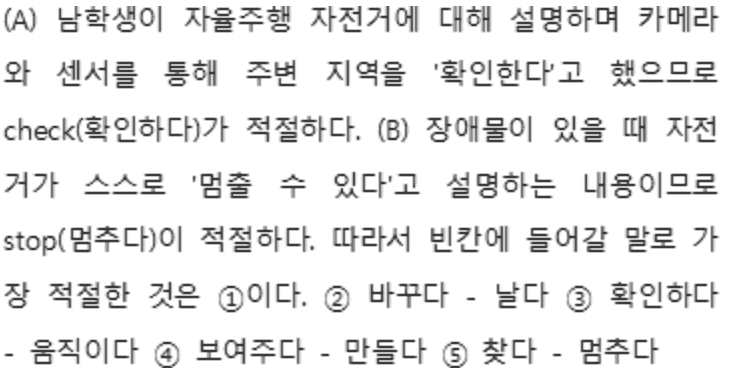 (A) 남학생이 자율주행 자전거에 대해 설명하며 카메라
와 센서를 통해 주변 지역을 '확인한다'고 했으므로
check(확인하다)가 적절하다. (B) 장애물이 있을 때 자전
거가 스스로 '멈출 수 있다'고 설명하는 내용이므로
stop(멈추다)이 적절하다. 따라서 빈칸에 들어갈 말로 가
장 적절한 것은 ①이다. ② 바꾸다 - 날다 ③ 확인하다
- 움직이다 ④ 보여주다 - 만들다 ⑤ 찾다 - 멈추다